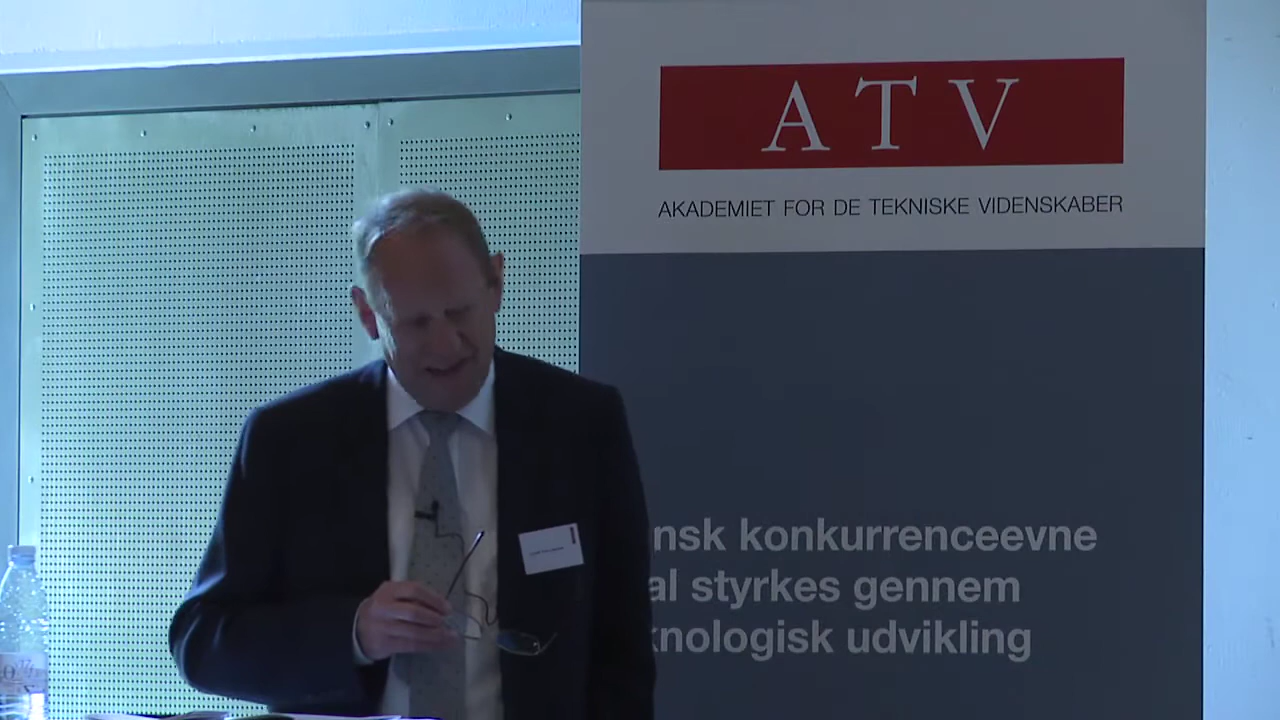 ATV
AKADEMIET FOR DE TEKNISKE VIDENSKABER
nsk konkurrenceevne
al styrkes gennem
knologisk udvikling